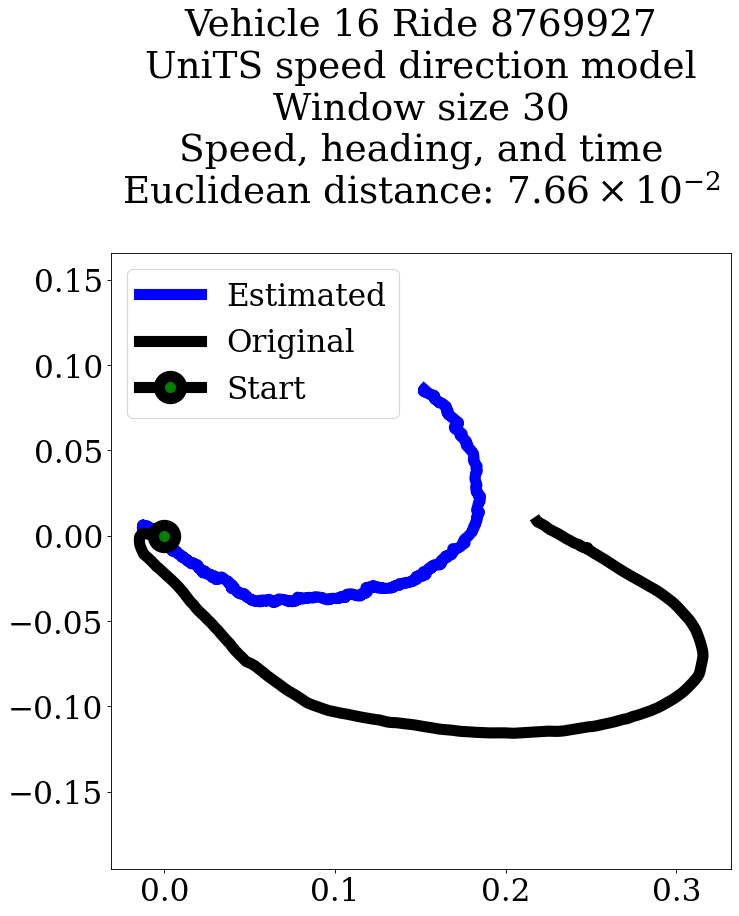 Vehicle 16 Ride 8769927
UniTS speed direction model
Window size 30
Speed, heading, and time
Euclidean distance: 7.66 × 10⁻²
Estimated
Original
Start
0.15
0.10
0.05
0.00
−0.05
−0.10
−0.15
0.0 0.1 0.2 0.3